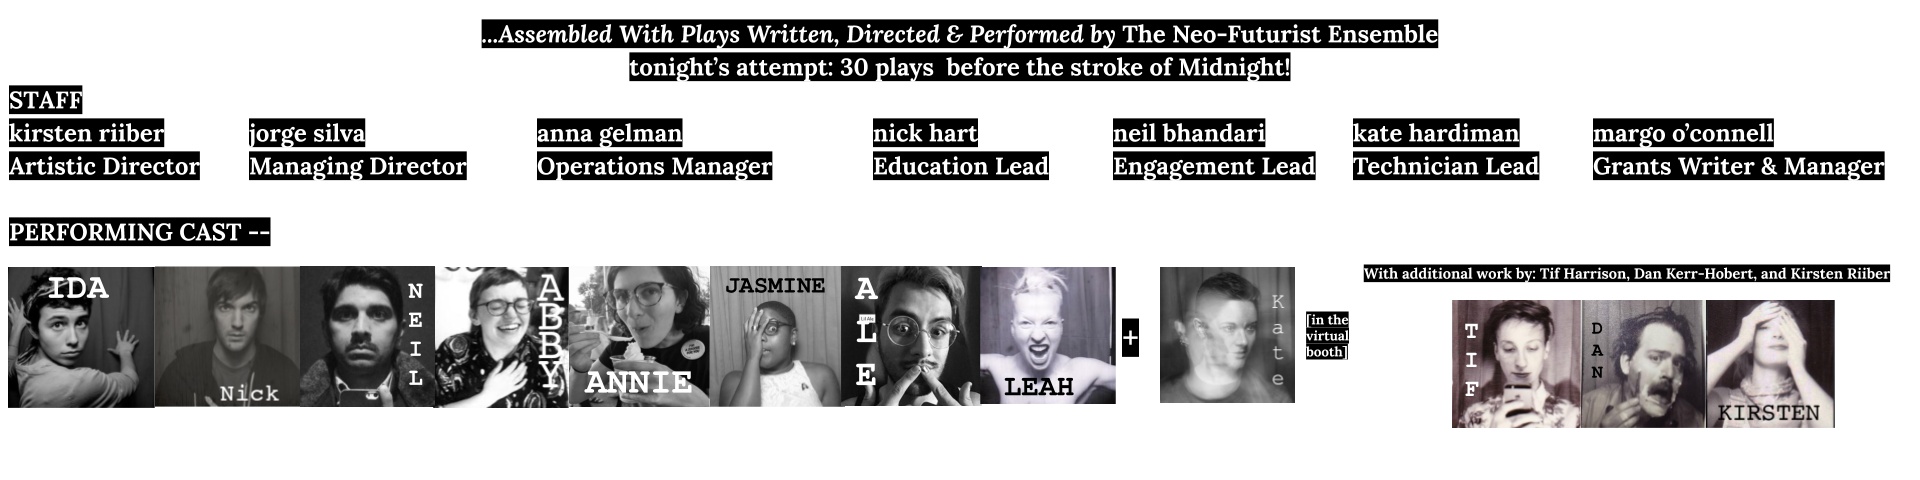 ...Assembled With Plays Written, Directed & Performed by The Neo-Futurist Ensemble
tonight’s attempt: 30 plays  before the stroke of Midnight!
STAFF
kirsten riiber
Artistic Director
jorge silva
Managing Director
anna gelman
Operations Manager
nick hart
Education Lead
neil bhandari
Engagement Lead
kate hardiman
Technician Lead
margo o’connell
Grants Writer & Manager
PERFORMING CAST --
IDA
Nick
NEIL
ABBY
ANNIE
JASMINE
ALE
LEAH
+
Kate
[in the
virtual
booth]
With additional work by: Tif Harrison, Dan Kerr-Hobert, and Kirsten Riiber
TIF
DAN
KIRSTEN